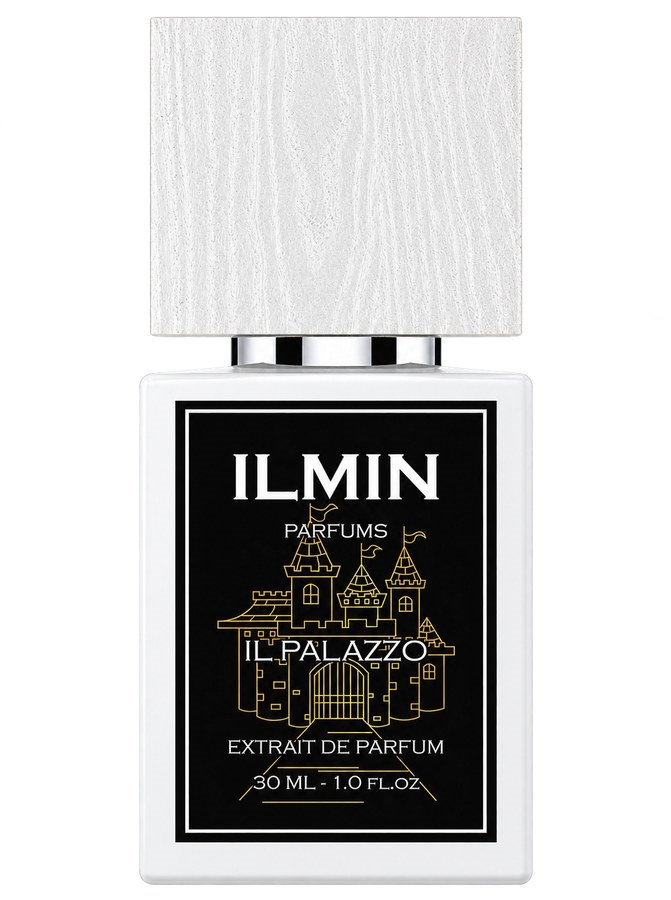 ILMIN
PARFUMS
IL PALAZZO
EXTRAIT DE PARFUM
30 ML - 1.0 FL.OZ